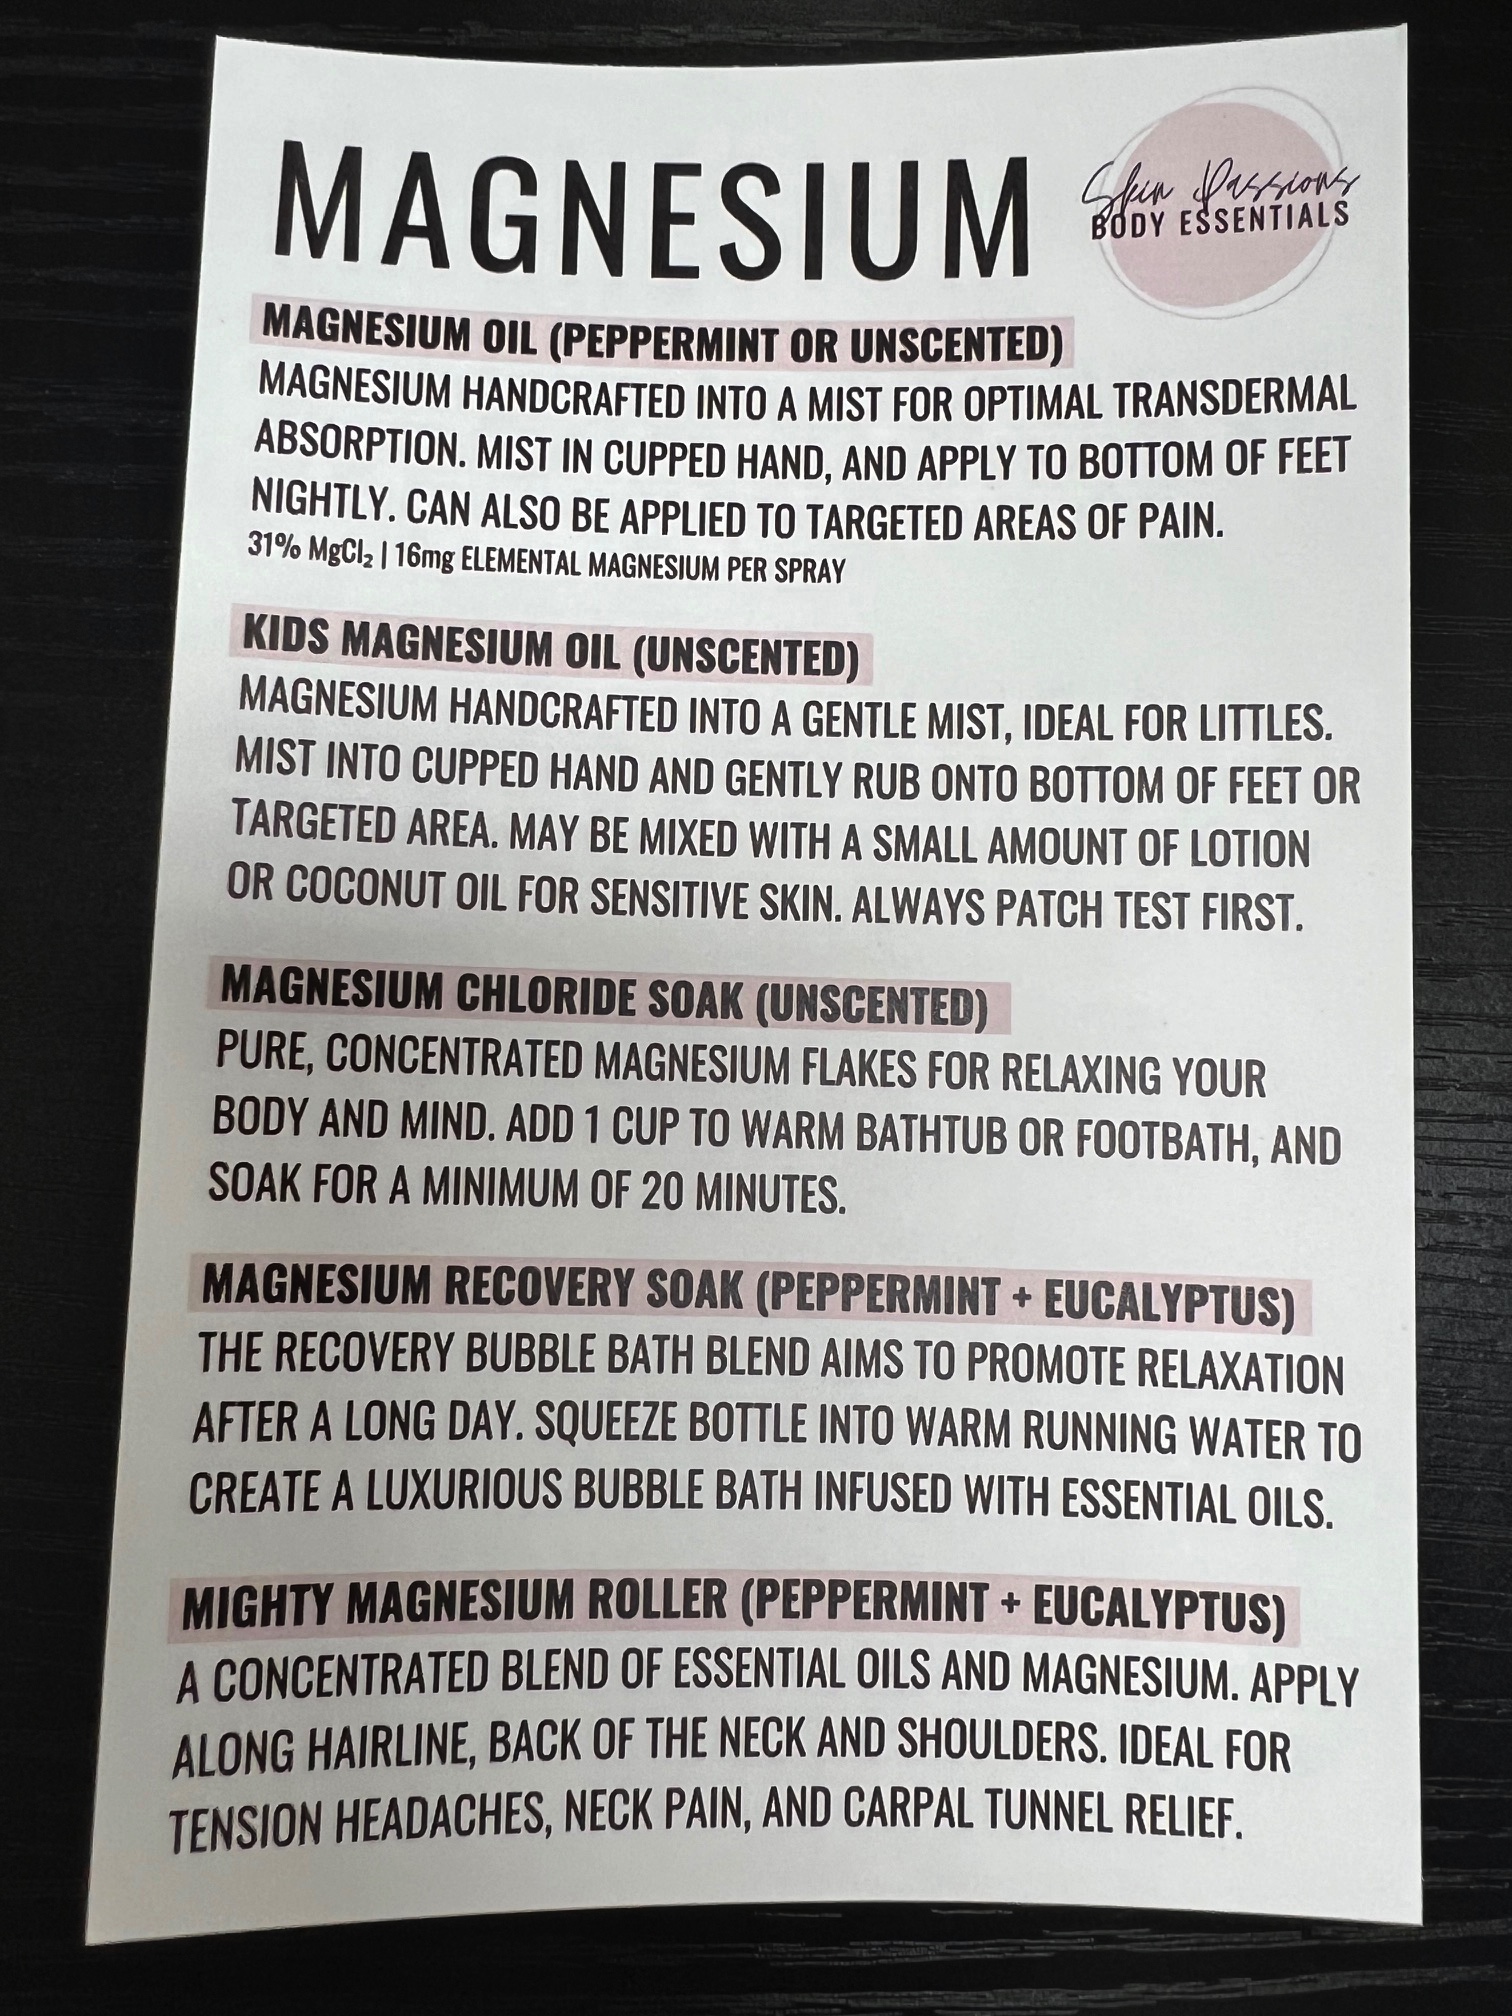 MAGNESIUM
Skin Passions
BODY ESSENTIALS
MAGNESIUM OIL (PEPPERMINT OR UNSCENTED)
MAGNESIUM HANDCRAFTED INTO A MIST FOR OPTIMAL TRANSDERMAL
ABSORPTION. MIST IN CUPPED HAND, AND APPLY TO BOTTOM OF FEET
NIGHTLY. CAN ALSO BE APPLIED TO TARGETED AREAS OF PAIN.
31% MgCl₂ | 16mg ELEMENTAL MAGNESIUM PER SPRAY
KIDS MAGNESIUM OIL (UNSCENTED)
MAGNESIUM HANDCRAFTED INTO A GENTLE MIST, IDEAL FOR LITTLES.
MIST INTO CUPPED HAND AND GENTLY RUB ONTO BOTTOM OF FEET OR
TARGETED AREA. MAY BE MIXED WITH A SMALL AMOUNT OF LOTION
OR COCONUT OIL FOR SENSITIVE SKIN. ALWAYS PATCH TEST FIRST.
MAGNESIUM CHLORIDE SOAK (UNSCENTED)
PURE, CONCENTRATED MAGNESIUM FLAKES FOR RELAXING YOUR
BODY AND MIND. ADD 1 CUP TO WARM BATHTUB OR FOOTBATH, AND
SOAK FOR A MINIMUM OF 20 MINUTES.
MAGNESIUM RECOVERY SOAK (PEPPERMINT + EUCALYPTUS)
THE RECOVERY BUBBLE BATH BLEND AIMS TO PROMOTE RELAXATION
AFTER A LONG DAY. SQUEEZE BOTTLE INTO WARM RUNNING WATER TO
CREATE A LUXURIOUS BUBBLE BATH INFUSED WITH ESSENTIAL OILS.
MIGHTY MAGNESIUM ROLLER (PEPPERMINT + EUCALYPTUS)
A CONCENTRATED BLEND OF ESSENTIAL OILS AND MAGNESIUM. APPLY
ALONG HAIRLINE, BACK OF THE NECK AND SHOULDERS. IDEAL FOR
TENSION HEADACHES, NECK PAIN, AND CARPAL TUNNEL RELIEF.